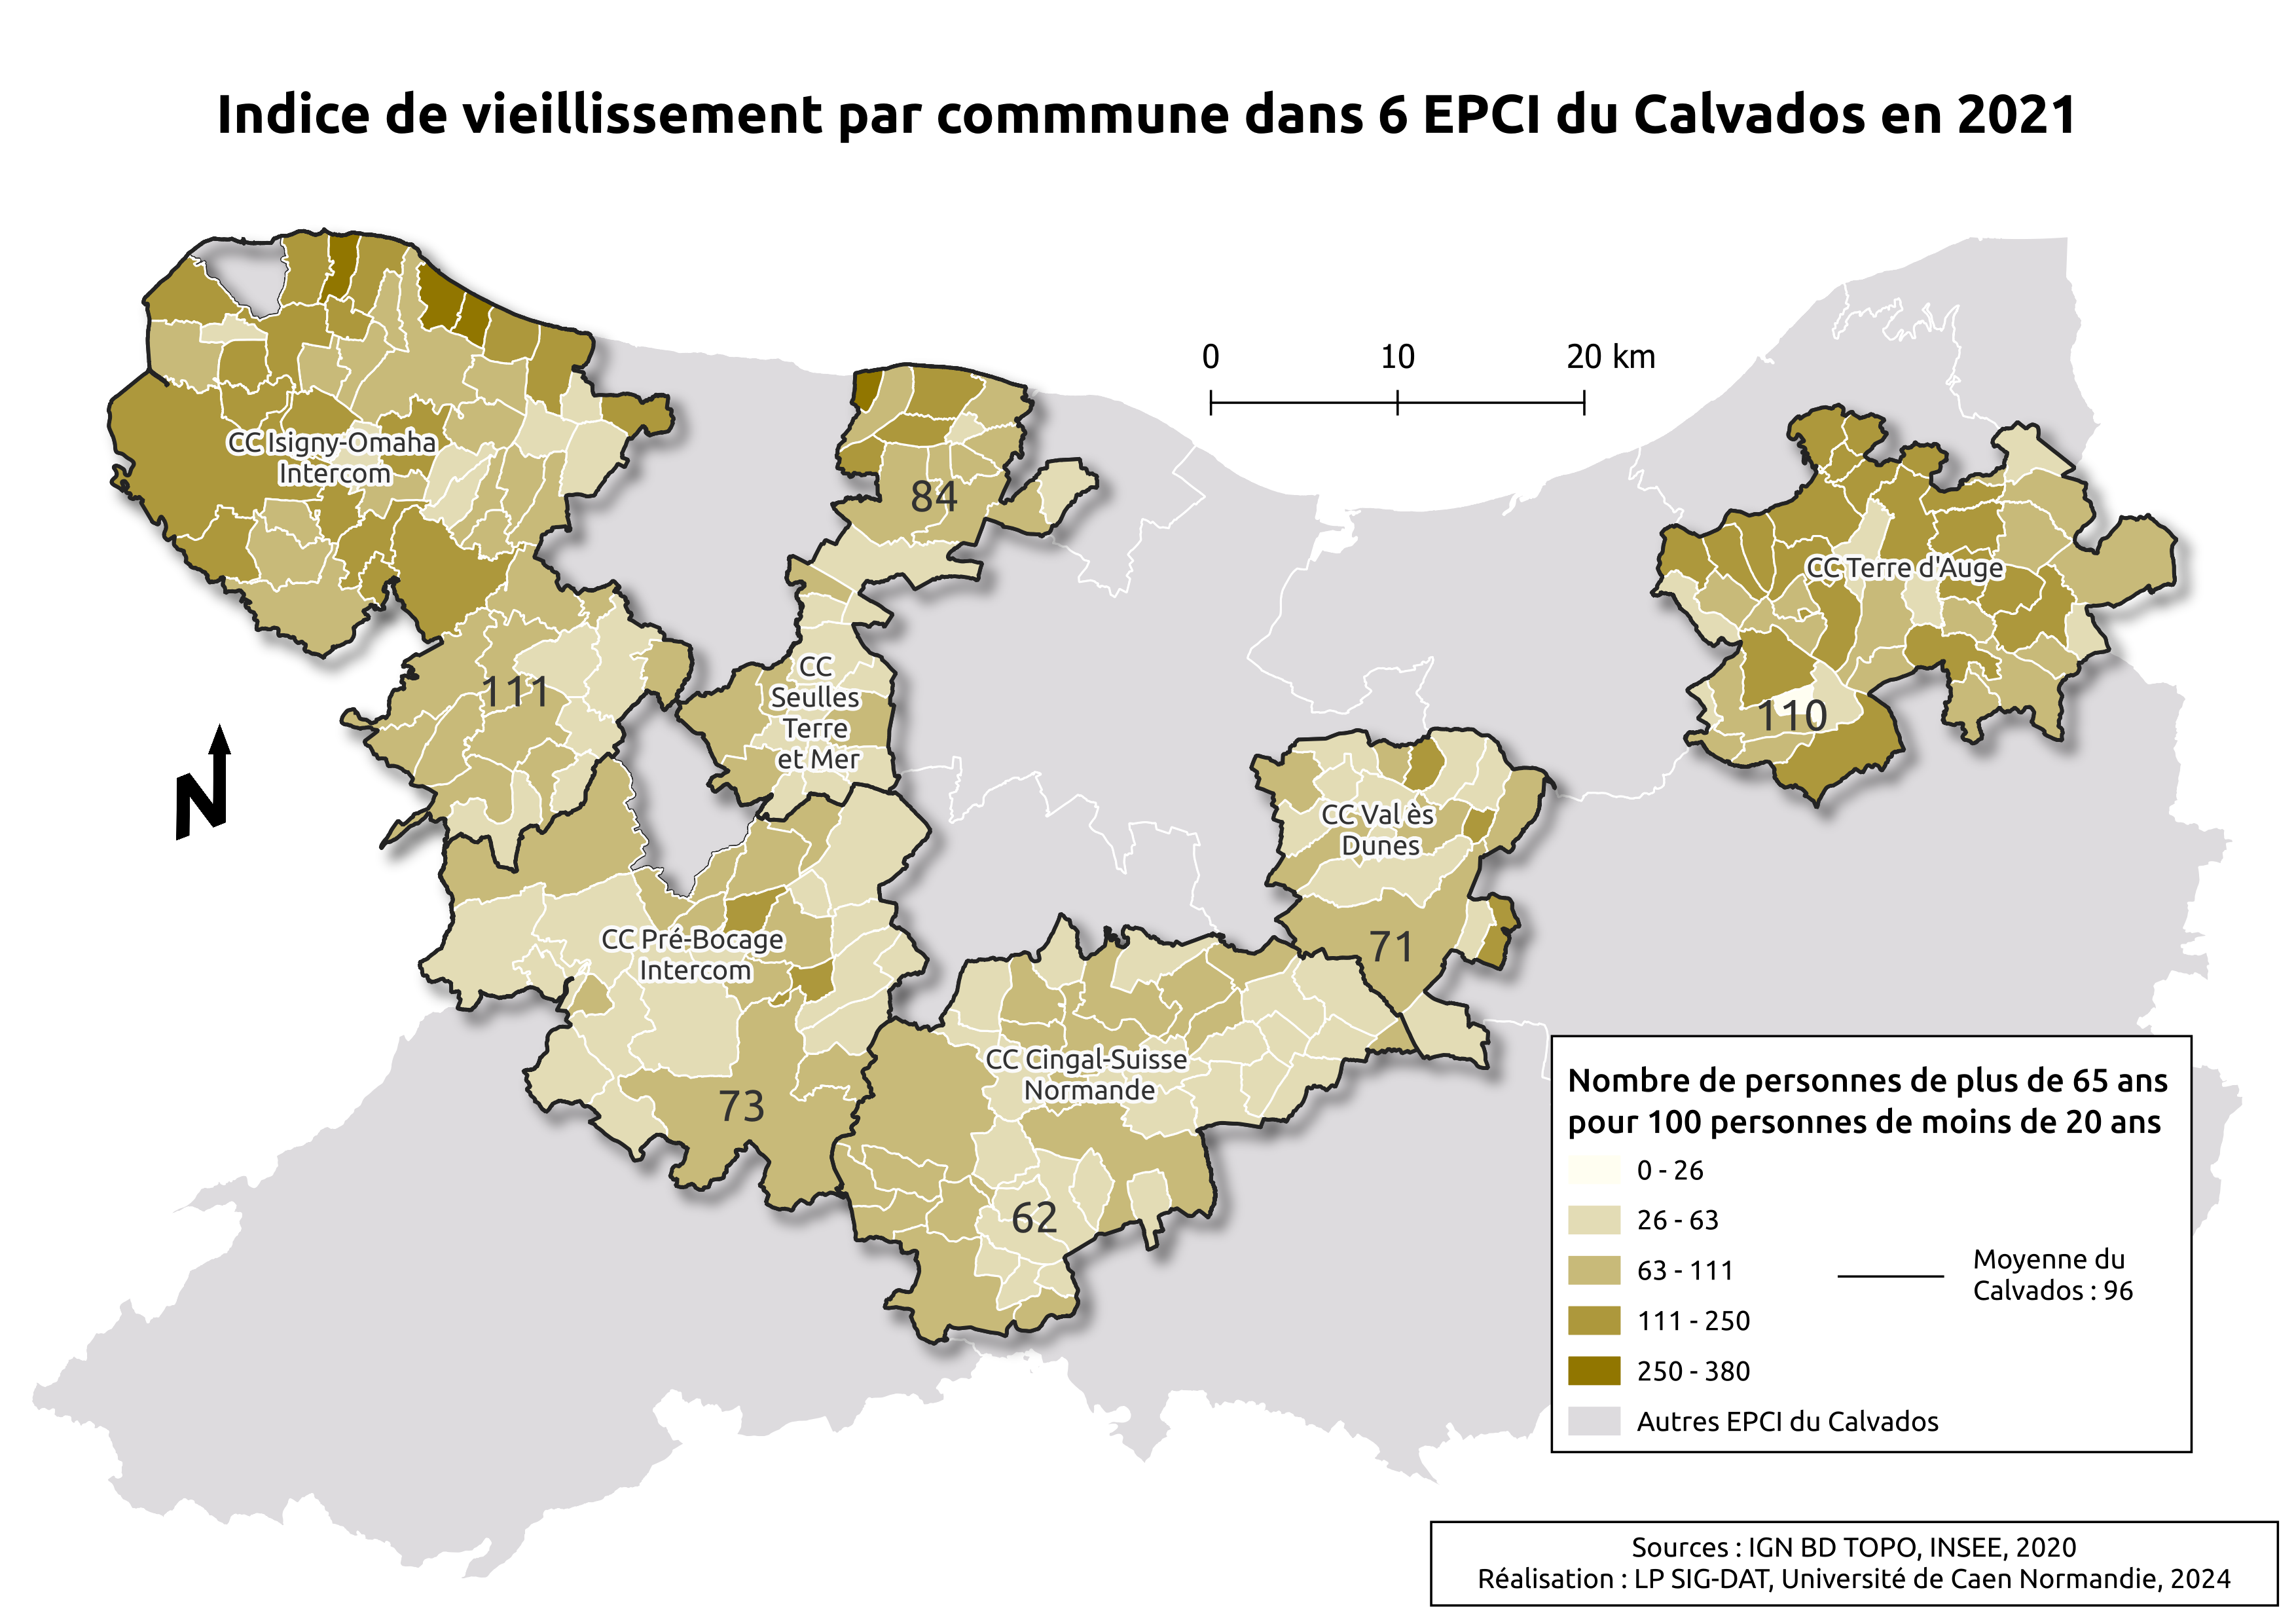 Indice de vieillissement par commmune dans 6 EPCI du Calvados en 2021
0 10 20 km
CC Isigny-Omaha
Intercom
111
84
CC
Seulles
Terre
et Mer
CC Terre d'Auge
110
N
CC Val ès
Dunes
71
CC Pré-Bocage
Intercom
73
CC Cingal-Suisse
Normande
62
Nombre de personnes de plus de 65 ans
pour 100 personnes de moins de 20 ans
0 - 26
26 - 63
63 - 111
111 - 250
250 - 380
Autres EPCI du Calvados
Moyenne du
Calvados : 96
Sources : IGN BD TOPO, INSEE, 2020
Réalisation : LP SIG-DAT, Université de Caen Normandie, 2024